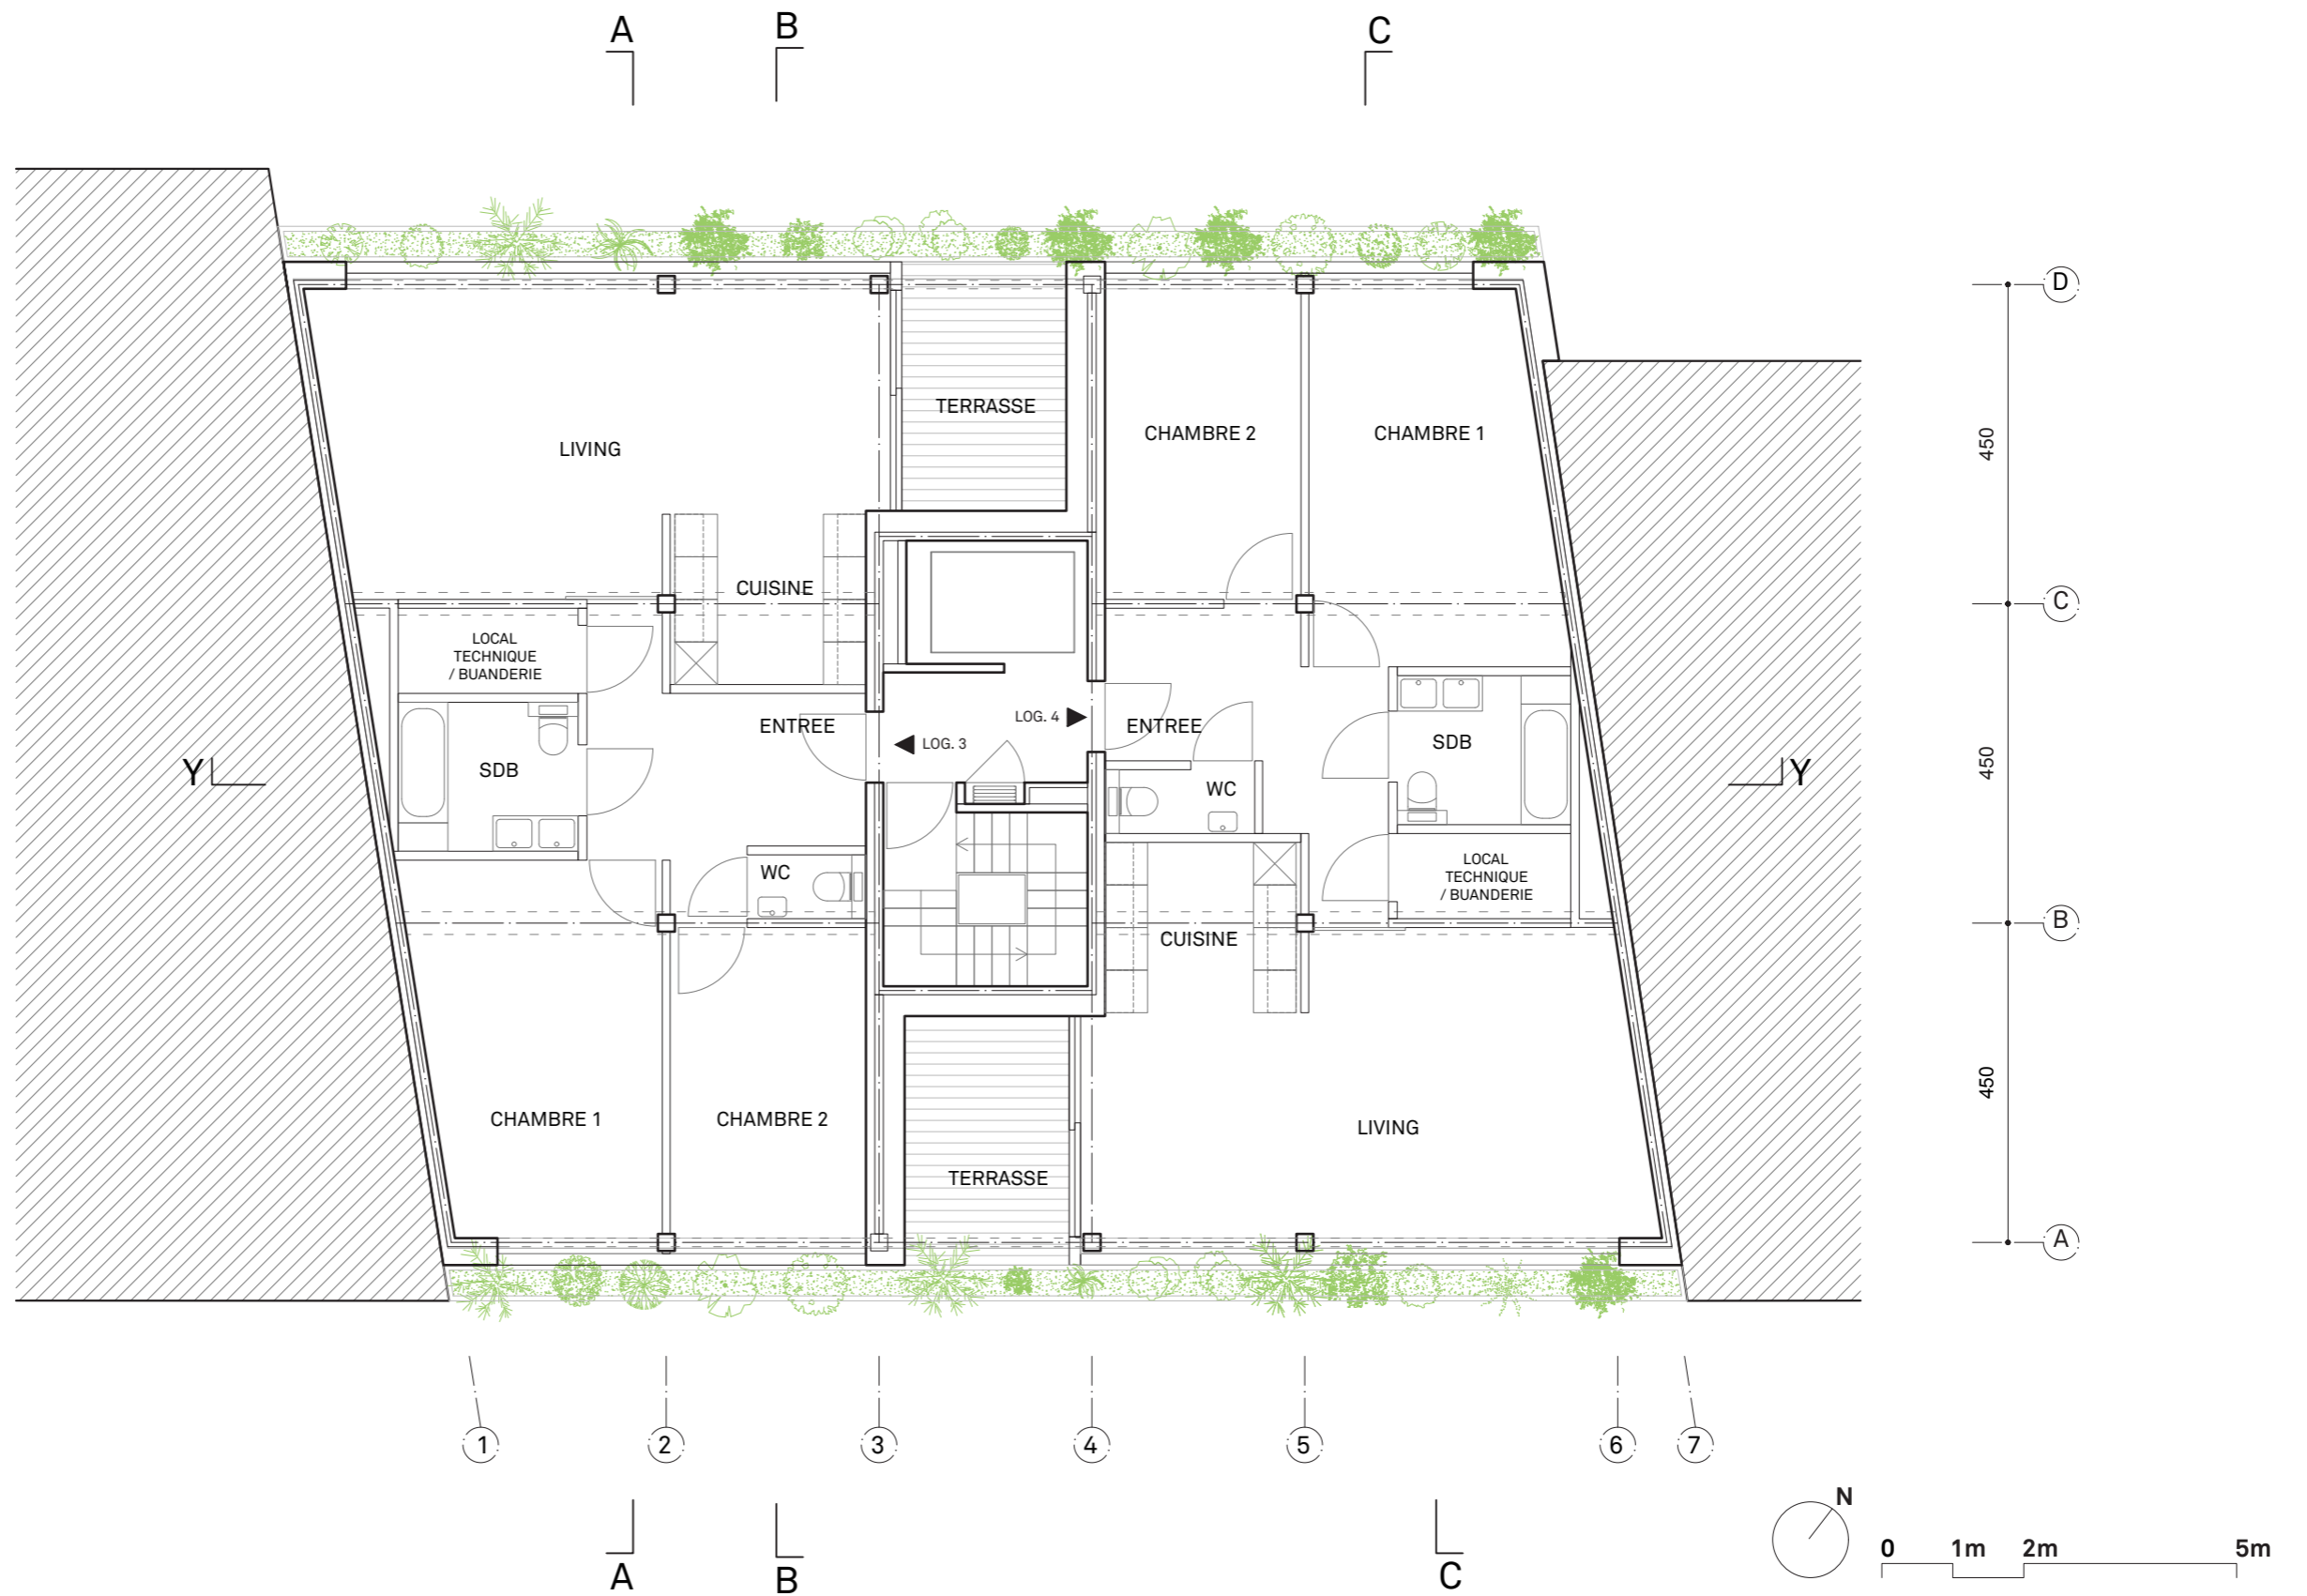 A
B
C
D
TERRASSE
CHAMBRE 2
CHAMBRE 1
LIVING
450
CUISINE
C
LOCAL
TECHNIQUE
/ BUANDERIE
ENTREE
LOG. 4
ENTREE
LOG. 3
SDB
SDB
450
Y
Y
WC
WC
LOCAL
TECHNIQUE
/ BUANDERIE
B
CUISINE
450
CHAMBRE 1
CHAMBRE 2
LIVING
TERRASSE
A
1
2
3
4
5
6
7
N
0 1m 2m 5m
A
B
C